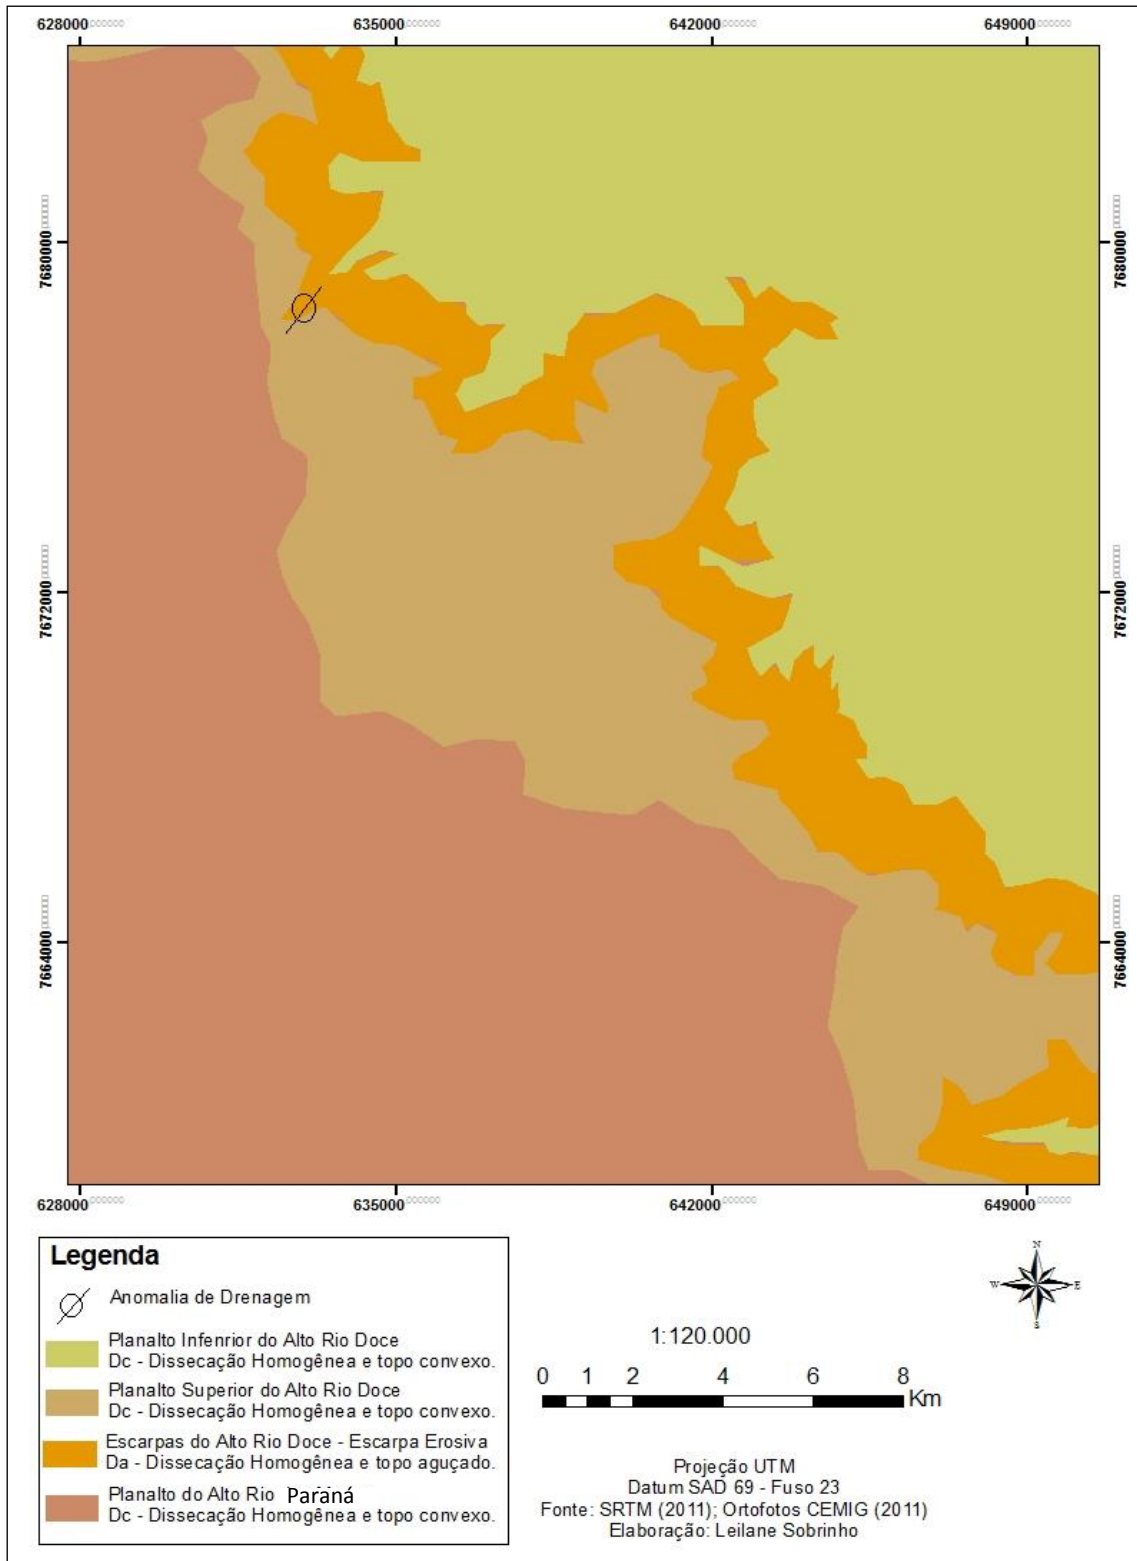 628000 635000 642000 649000
7680000 7680000
7672000 7672000
7664000 7664000
628000 635000 642000 649000
Legenda
Anomalia de Drenagem
Planalto Infenrior do Alto Rio Doce
Dc - Dissecação Homogênea e topo convexo.
Planalto Superior do Alto Rio Doce
Dc - Dissecação Homogênea e topo convexo.
Escarpas do Alto Rio Doce - Escarpa Erosiva
Da - Dissecação Homogênea e topo aguçado.
Planalto do Alto Rio Paraná
Dc - Dissecação Homogênea e topo convexo.
N
W E
S
1:120.000
0 1 2 4 6 8
Km
Projeção UTM
Datum SAD 69 - Fuso 23
Fonte: SRTM (2011); Ortofotos CEMIG (2011)
Elaboração: Leilane Sobrinho